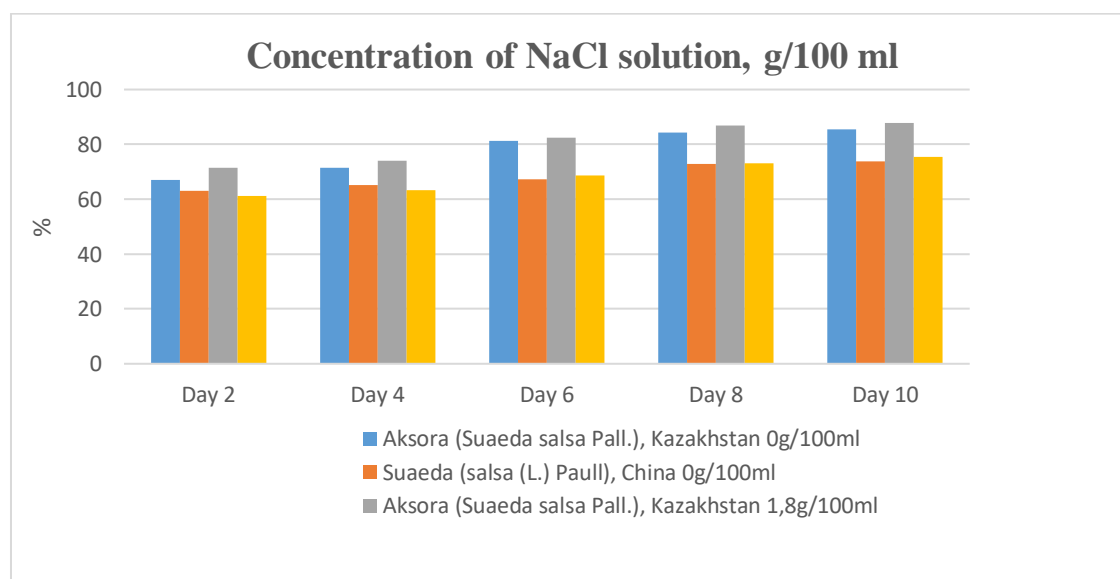 Concentration of NaCl solution, g/100 ml
100
80
60
40
20
0
%
Day 2 Day 4 Day 6 Day 8 Day 10
Aksora (Suaeda salsa Pall.), Kazakhstan 0g/100ml
Suaeda (salsa (L.) Paull), China 0g/100ml
Aksora (Suaeda salsa Pall.), Kazakhstan 1,8g/100ml